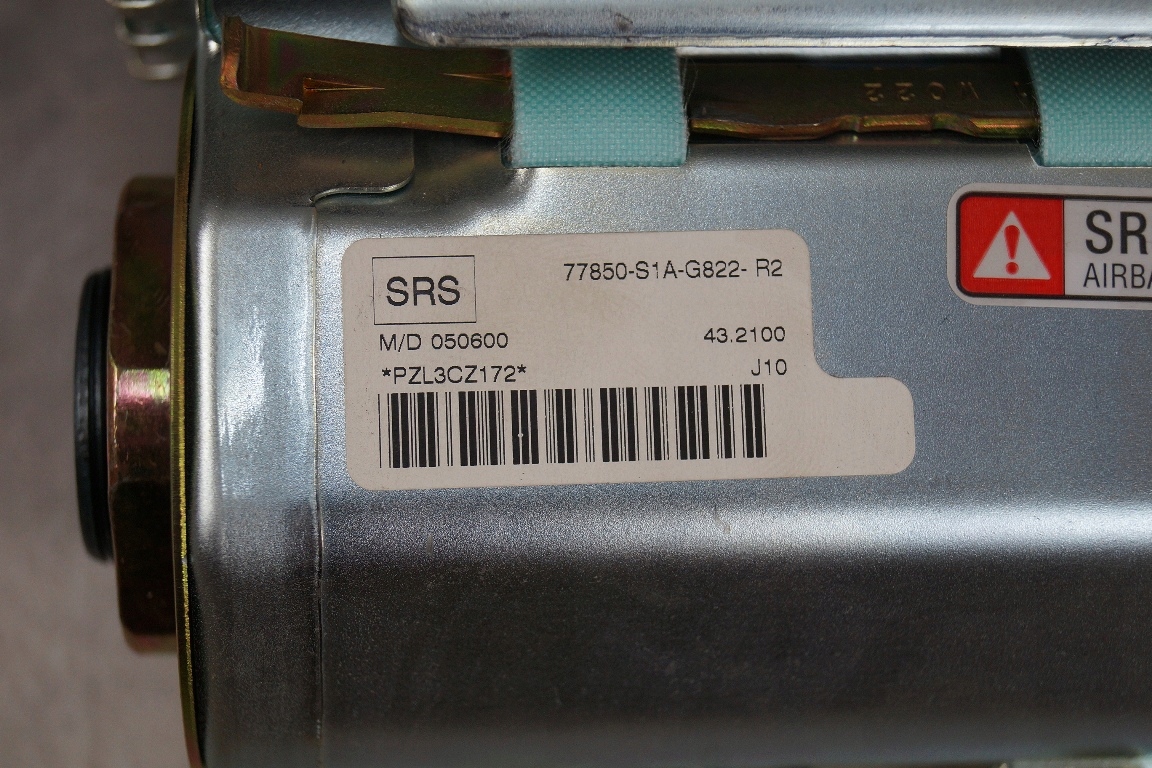 SRS
77850-S1A-G822- R2
M/D 050600
43.2100
*PZL3CZ172*
J10
SR
AIRBA